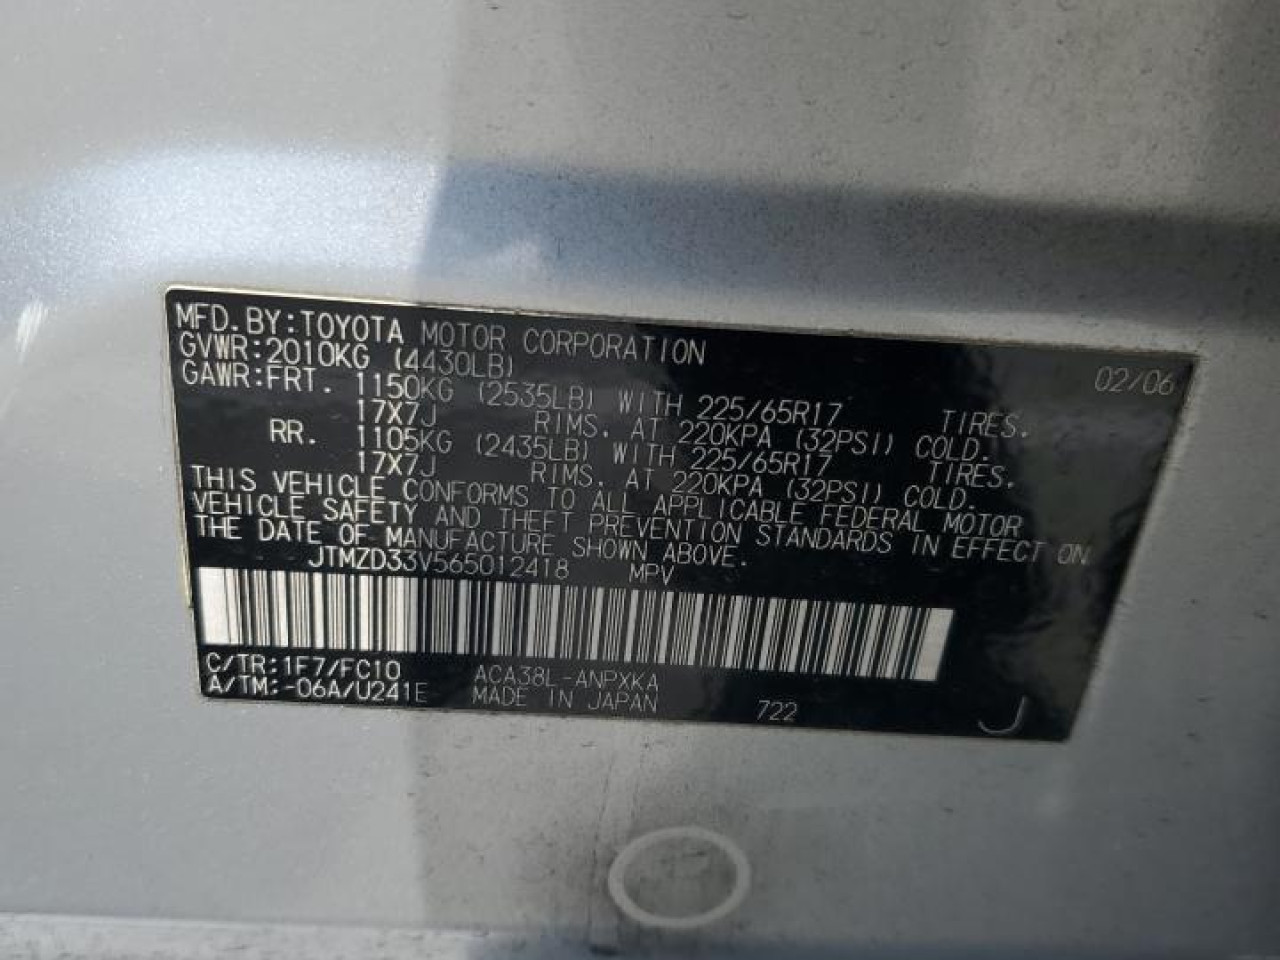 MFD.BY:TOYOTA MOTOR CORPORATION 02/06
GVWR:2010KG (4430LB)
GAWR:FRT. 1150KG (2535LB) WITH 225/65R17 TIRES.
17X7J RIMS. AT 220KPA (32PSI) COLD.
RR. 1105KG (2435LB) WITH 225/65R17 TIRES.
17X7J RIMS. AT 220KPA (32PSI) COLD.
THIS VEHICLE CONFORMS TO ALL APPLICABLE FEDERAL MOTOR
VEHICLE SAFETY AND THEFT PREVENTION STANDARDS IN EFFECT ON
THE DATE OF MANUFACTURE SHOWN ABOVE.
JTMZD33V565012418 MPV
C/TR:1F7/FC10 ACA38L-ANPXKA
A/TM:-06A/U241E MADE IN JAPAN 722 J